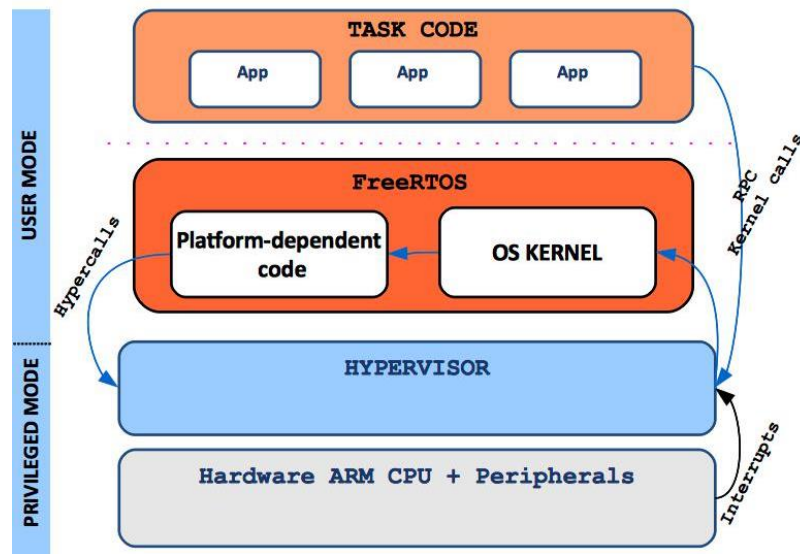 TASK CODE
App
App
App
USER MODE
RPC
Kernel calls
FreeRTOS
Platform-dependent
code
OS KERNEL
Hypercalls
HYPERVISOR
PRIVILEGED MODE
Hardware ARM CPU + Peripherals
Interrupts